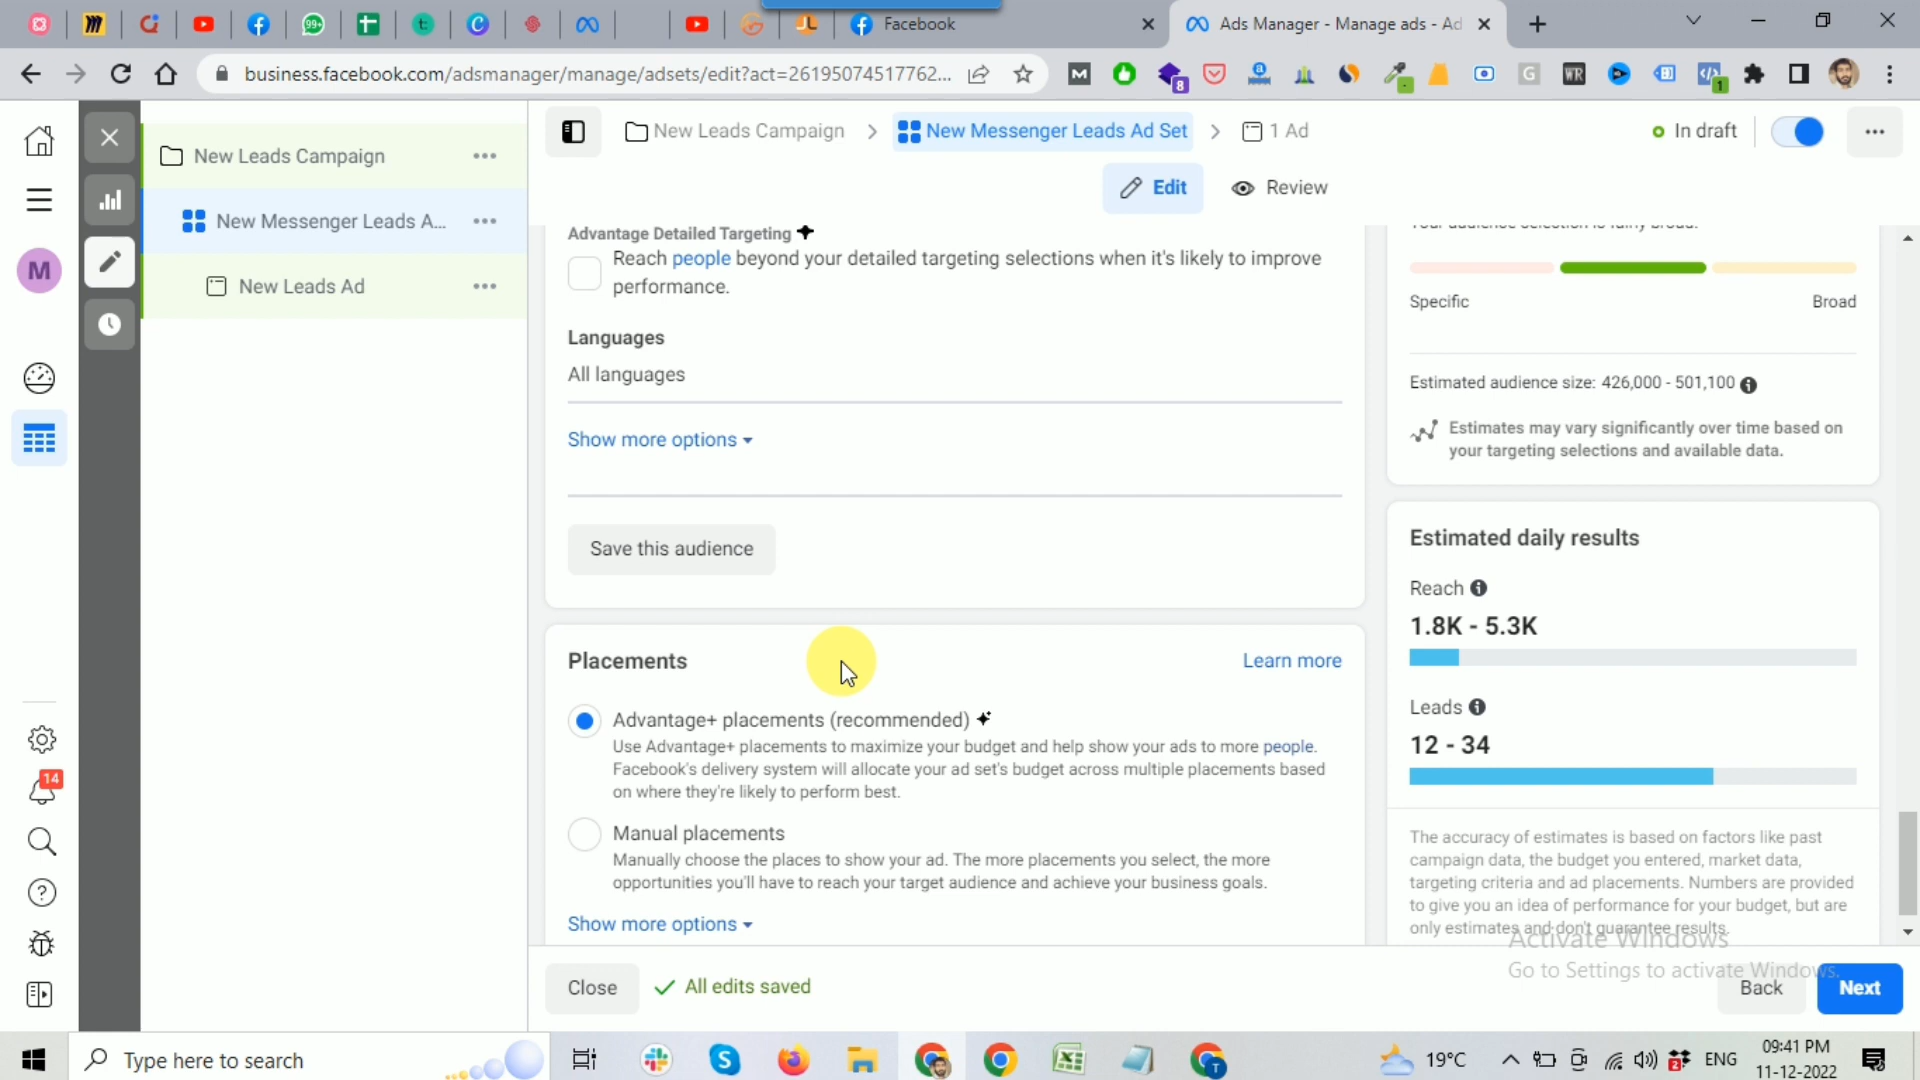 Facebook
Ads Manager - Manage ads - Ad
business.facebook.com/adsmanager/manage/adsets/edit?act=26195074517762...
New Leads Campaign
New Messenger Leads Ad Set
1 Ad
In draft
Edit
Review
M
New Leads Campaign
New Messenger Leads A...
New Leads Ad
14
Advantage Detailed Targeting
Reach people beyond your detailed targeting selections when it's likely to improve
performance.
Languages
All languages
Show more options
Save this audience
Placements
Learn more
Advantage+ placements (recommended)
Use Advantage+ placements to maximize your budget and help show your ads to more people.
Facebook's delivery system will allocate your ad set's budget across multiple placements based
on where they're likely to perform best.
Manual placements
Manually choose the places to show your ad. The more placements you select, the more
opportunities you'll have to reach your target audience and achieve your business goals.
Show more options
Your audience selection is fairly broad.
Specific
Broad
Estimated audience size: 426,000 - 501,100
Estimates may vary significantly over time based on
your targeting selections and available data.
Estimated daily results
Reach
1.8K - 5.3K
Leads
12 - 34
The accuracy of estimates is based on factors like past
campaign data, the budget you entered, market data,
targeting criteria and ad placements. Numbers are provided
to give you an idea of performance for your budget, but are
only estimates and don't guarantee results.
Activate Windows
Go to Settings to activate Windows.
Close
All edits saved
Back
Next
Type here to search
19°C
ENG
09:41 PM
11-12-2022